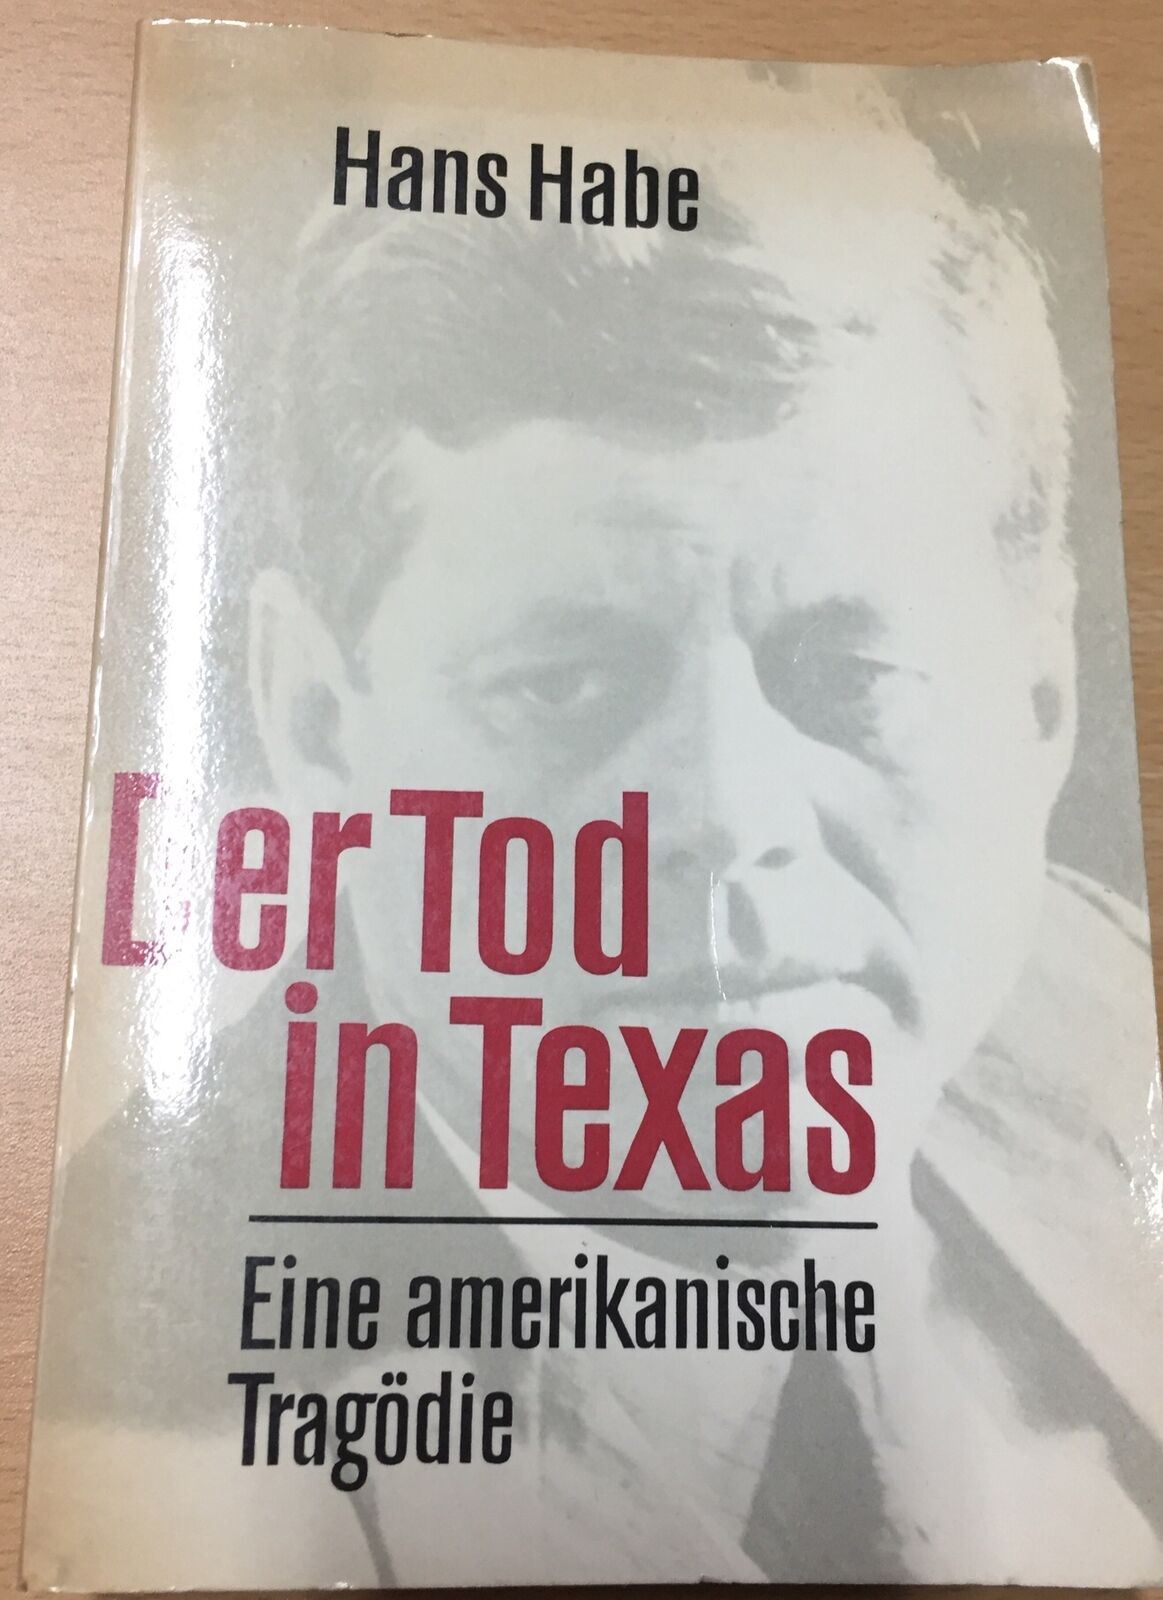 Hans Habe
Der Tod
in Texas
Eine amerikanische
Tragödie